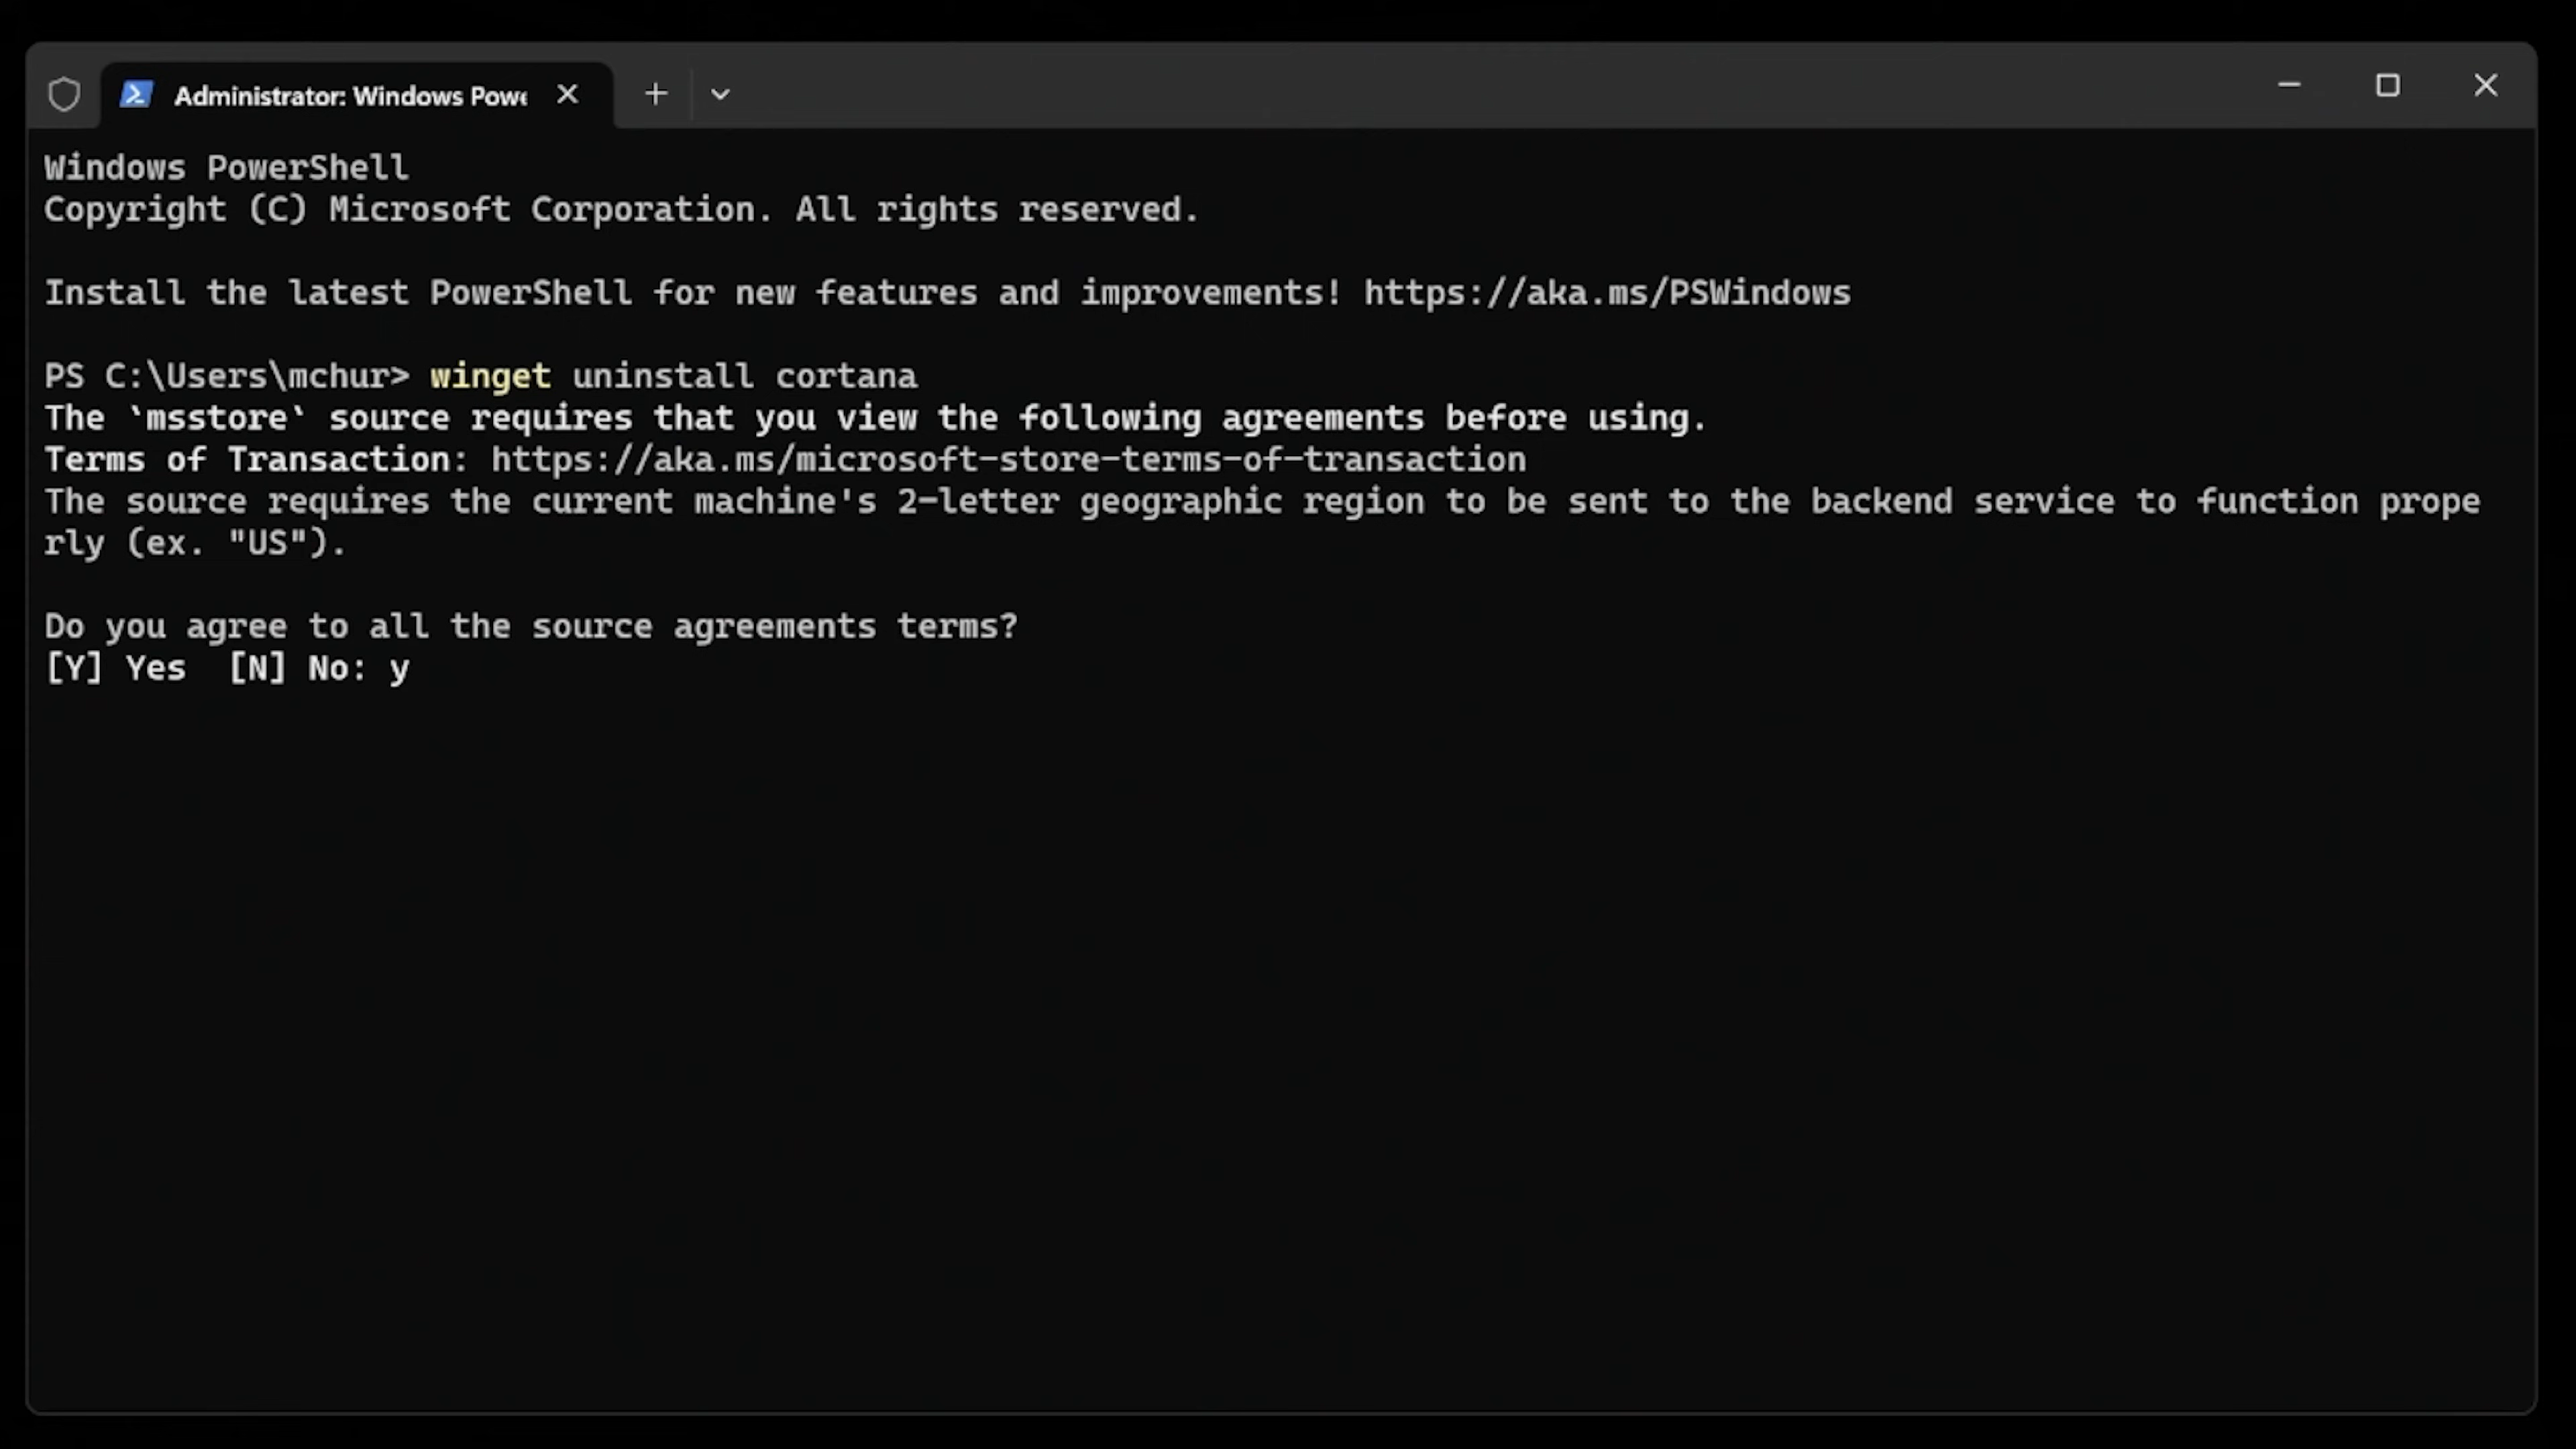 Administrator: Windows Powe
Windows PowerShell
Copyright (C) Microsoft Corporation. All rights reserved.
Install the latest PowerShell for new features and improvements! https://aka.ms/PSWindows
PS C:\Users\mchur> winget uninstall cortana
The `msstore` source requires that you view the following agreements before using.
Terms of Transaction: https://aka.ms/microsoft-store-terms-of-transaction
The source requires the current machine's 2-letter geographic region to be sent to the backend service to function prope
rly (ex. "US").
Do you agree to all the source agreements terms?
[Y] Yes  [N] No: y